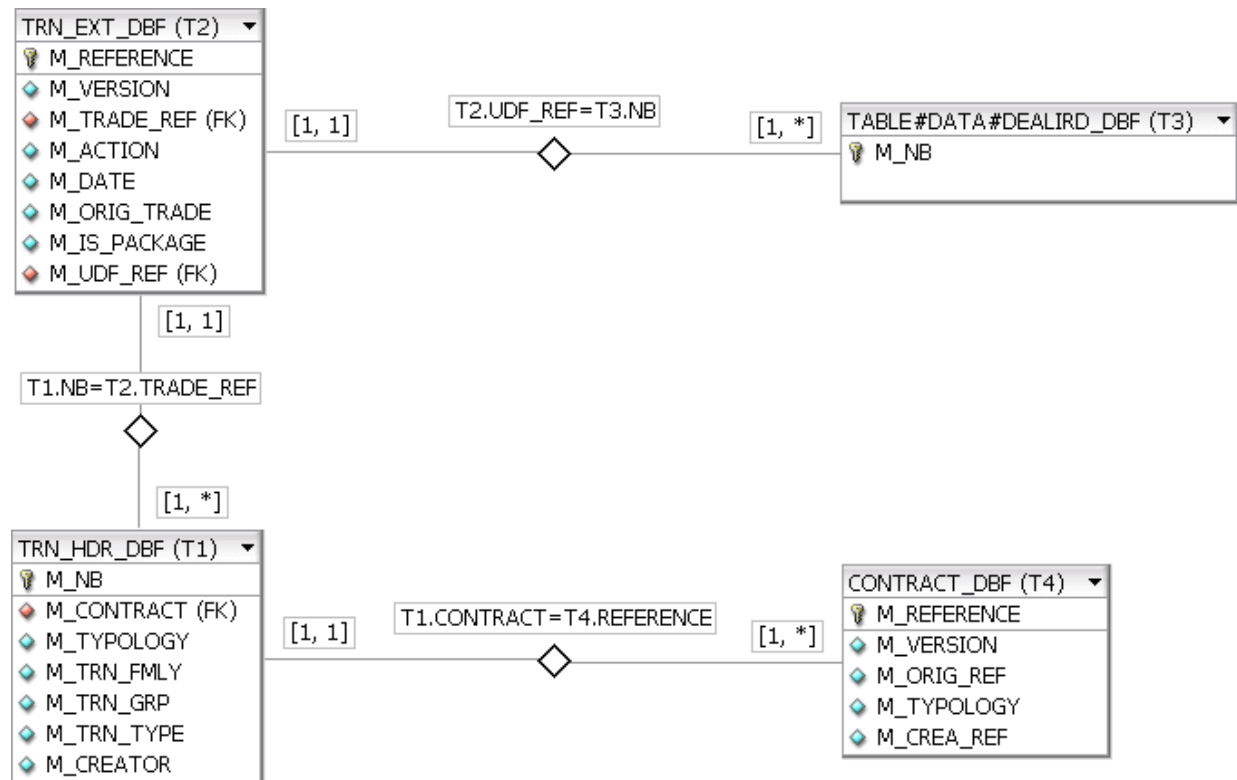 TRN_EXT_DBF (T2)
M_REFERENCE
M_VERSION
M_TRADE_REF (FK)
M_ACTION
M_DATE
M_ORIG_TRADE
M_IS_PACKAGE
M_UDF_REF (FK)
[1, 1]
T2.UDF_REF=T3.NB
[1, *]
TABLE#DATA#DEALIRD_DBF (T3)
M_NB
[1, 1]
T1.NB=T2.TRADE_REF
[1, *]
TRN_HDR_DBF (T1)
M_NB
M_CONTRACT (FK)
M_TYPOLOGY
M_TRN_FMLY
M_TRN_GRP
M_TRN_TYPE
M_CREATOR
[1, 1]
T1.CONTRACT=T4.REFERENCE
[1, *]
CONTRACT_DBF (T4)
M_REFERENCE
M_VERSION
M_ORIG_REF
M_TYPOLOGY
M_CREA_REF